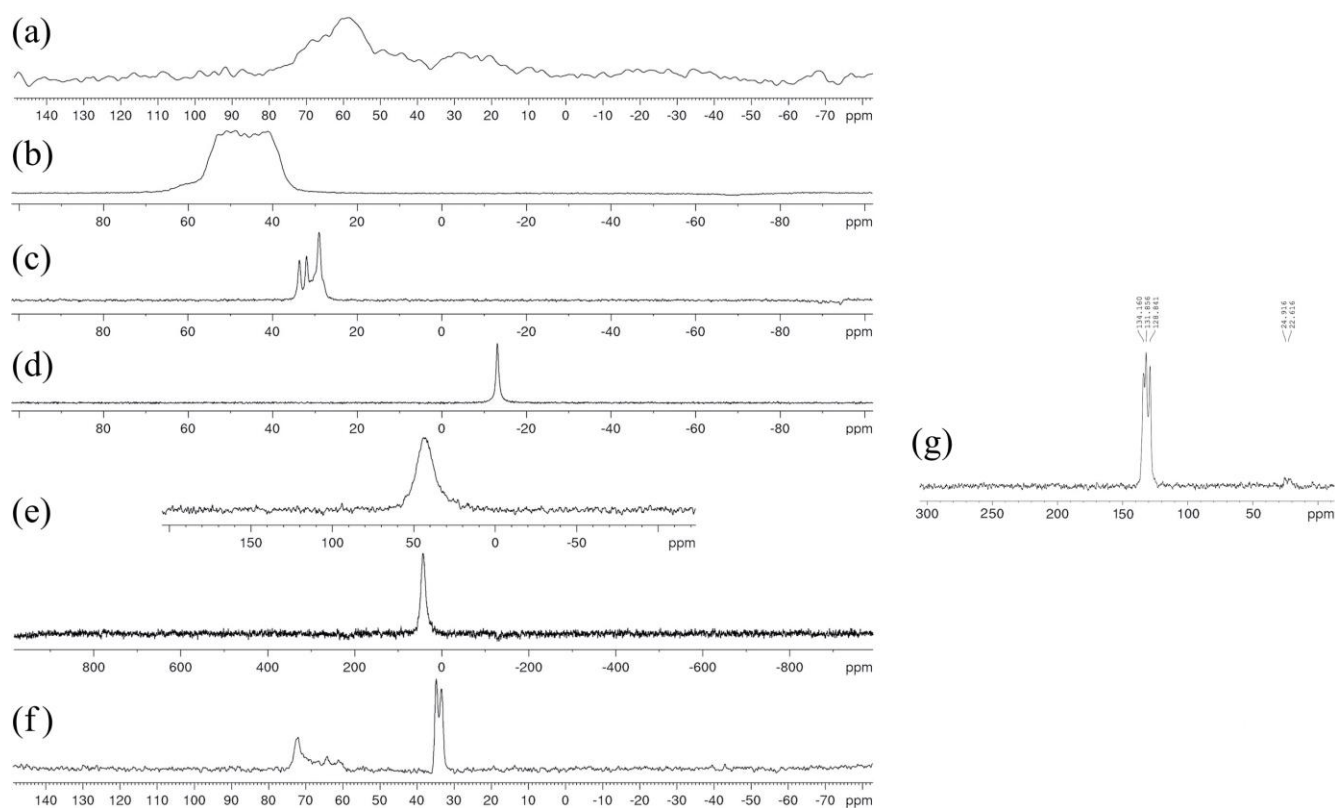 (a)
140 130 120 110 100 90 80 70 60 50 40 30 20 10 0 -10 -20 -30 -40 -50 -60 -70 ppm
(b)
80 60 40 20 0 -20 -40 -60 -80 ppm
(c)
80 60 40 20 0 -20 -40 -60 -80 ppm
(d)
80 60 40 20 0 -20 -40 -60 -80 ppm
(e)
150 100 50 0 -50 ppm
800 600 400 200 0 -200 -400 -600 -800 ppm
(f)
140 130 120 110 100 90 80 70 60 50 40 30 20 10 0 -10 -20 -30 -40 -50 -60 -70 ppm
134.160
131.856
128.841
24.916
22.616
(g)
300 250 200 150 100 50 ppm